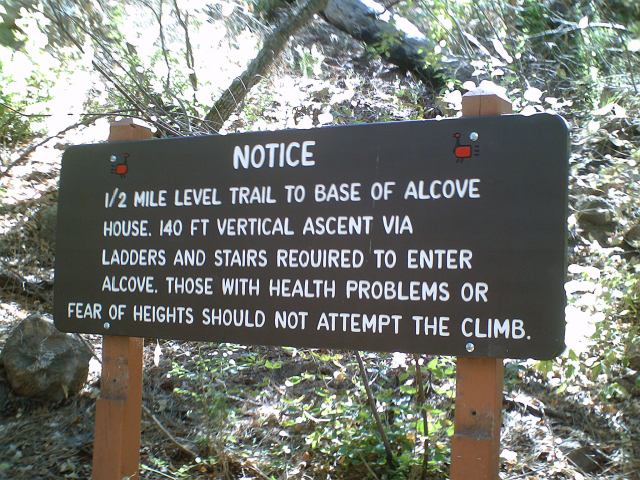 NOTICE
1/2 MILE LEVEL TRAIL TO BASE OF ALCOVE
HOUSE. 140 FT VERTICAL ASCENT VIA
LADDERS AND STAIRS REQUIRED TO ENTER
ALCOVE. THOSE WITH HEALTH PROBLEMS OR
FEAR OF HEIGHTS SHOULD NOT ATTEMPT THE CLIMB.